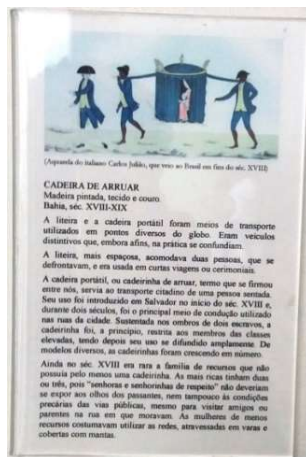 (Aquarela do italiano Carlos Julião, que veio ao Brasil em fins do séc. XVIII)
CADEIRA DE ARRUAR
Madeira pintada, tecido e couro.
Bahia, séc. XVIII-XIX
A liteira e a cadeira portátil foram meios de transporte
utilizados em pontos diversos do globo. Eram veículos
distintivos que, embora afins, na prática se confundiam.
A liteira, mais espaçosa, acomodava duas pessoas, que se
defrontavam, e era usada em curtas viagens ou cerimoniais.
A cadeira portátil, ou cadeirinha de arruar, termo que se firmou
entre nós, servia ao transporte citadino de uma pessoa sentada.
Seu uso foi introduzido em Salvador no início do séc. XVIII e,
durante dois séculos, foi o principal meio de condução utilizado
nas ruas da cidade. Sustentada nos ombros de dois escravos, a
cadeirinha foi, a princípio, restrita aos membros das classes
elevadas, tendo depois seu uso se difundido amplamente. De
modelos diversos, as cadeirinhas foram crescendo em número.
Ainda no séc. XVIII era rara a família de recursos que não
possuía pelo menos uma cadeirinha. As mais ricas tinham duas
ou três, pois "senhoras e senhorinhas de respeito" não deveriam
se expor aos olhos dos passantes, nem tampouco às condições
precárias das vias públicas, mesmo para visitar amigos ou
parentes na rua em que moravam. As mulheres de menos
recursos costumavam utilizar as redes, atravessadas em varas e
cobertas com mantas.